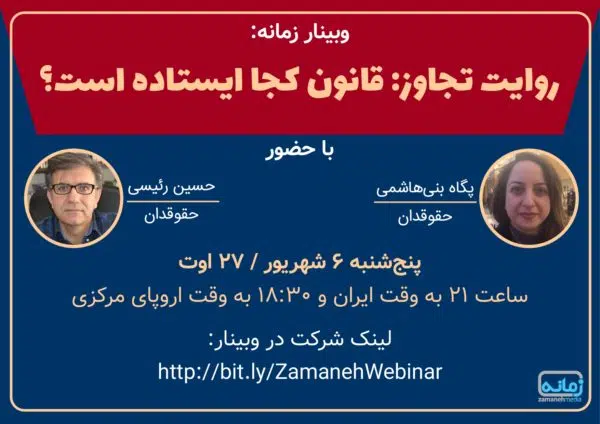 وبینار زمانه:
روایت تجاوز: قانون کجا ایستاده است؟
با حضور
پگاه بنی‌هاشمی
حقوقدان
حسین رئیسی
حقوقدان
پنج‌شنبه ۶ شهریور / ۲۷ اوت
ساعت ۲۱ به وقت ایران و ۱۸:۳۰ به وقت اروپای مرکزی
لینک شرکت در وبینار:
http://bit.ly/ZamanehWebinar
زمانه
zamanehmedia